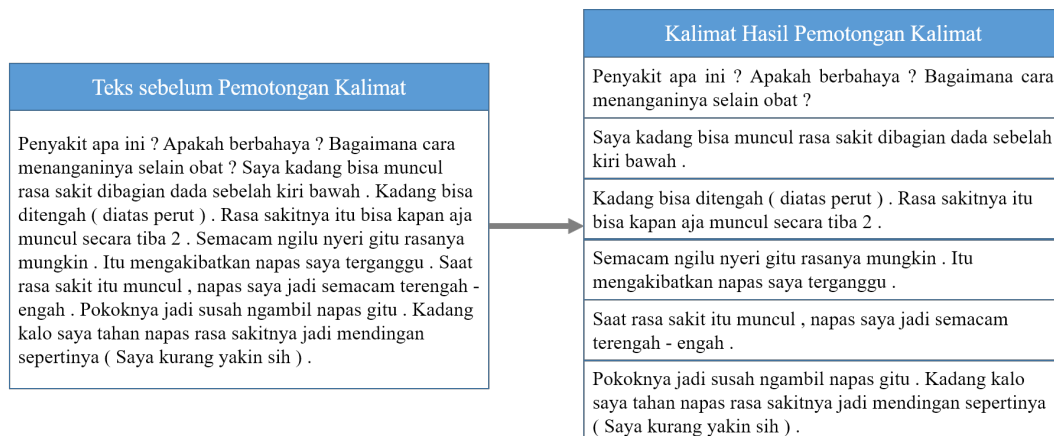 Teks sebelum Pemotongan Kalimat
Penyakit apa ini ? Apakah berbahaya ? Bagaimana cara
menanganinya selain obat ? Saya kadang bisa muncul
rasa sakit dibagian dada sebelah kiri bawah . Kadang bisa
ditengah ( diatas perut ) . Rasa sakitnya itu bisa kapan aja
muncul secara tiba 2 . Semacam ngilu nyeri gitu rasanya
mungkin . Itu mengakibatkan napas saya terganggu . Saat
rasa sakit itu muncul , napas saya jadi semacam terengah -
engah . Pokoknya jadi susah ngambil napas gitu . Kadang
kalo saya tahan napas rasa sakitnya jadi mendingan
sepertinya ( Saya kurang yakin sih ) .
Kalimat Hasil Pemotongan Kalimat
Penyakit apa ini ? Apakah berbahaya ? Bagaimana cara
menanganinya selain obat ?
Saya kadang bisa muncul rasa sakit dibagian dada sebelah
kiri bawah .
Kadang bisa ditengah ( diatas perut ) . Rasa sakitnya itu
bisa kapan aja muncul secara tiba 2 .
Semacam ngilu nyeri gitu rasanya mungkin . Itu
mengakibatkan napas saya terganggu .
Saat rasa sakit itu muncul , napas saya jadi semacam
terengah - engah .
Pokoknya jadi susah ngambil napas gitu . Kadang kalo
saya tahan napas rasa sakitnya jadi mendingan sepertinya
( Saya kurang yakin sih ) .